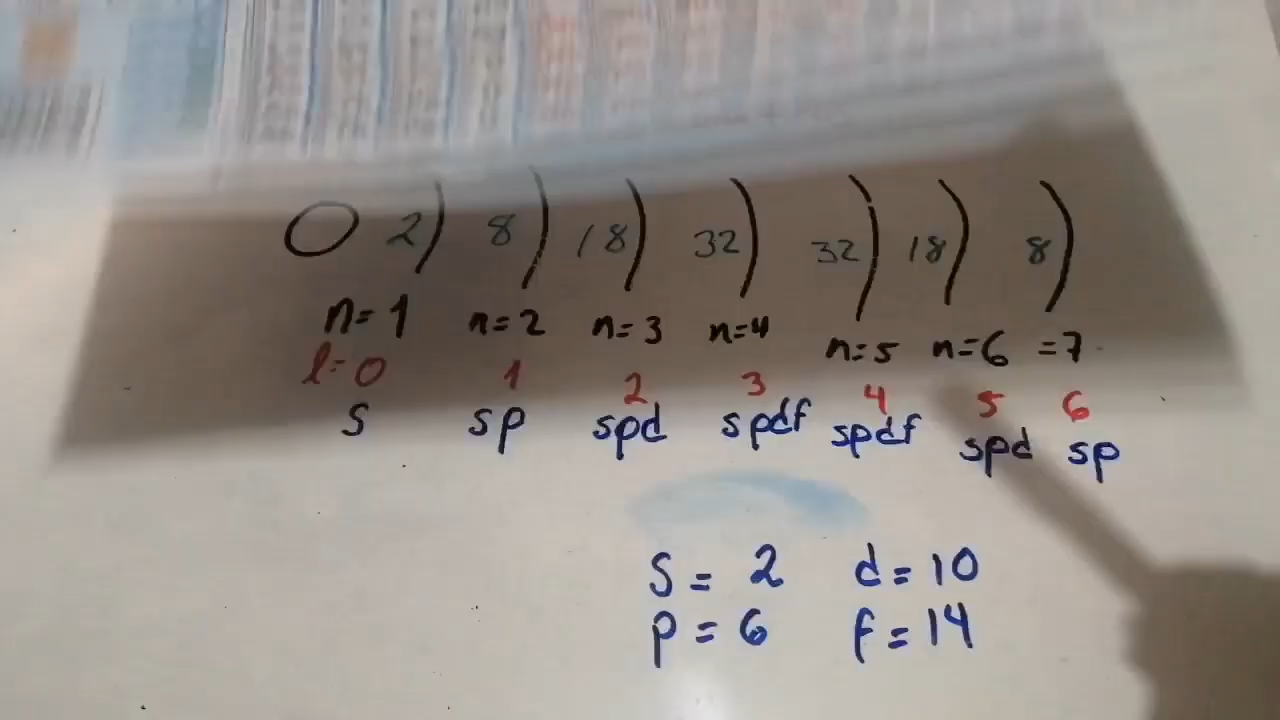 2 8 18 32 32 18 8
n=1 n=2 n=3 n=4 n=5 n=6 =7
l=0 1 2 3 4 5 6
s sp spd spdf spdf spd sp
s=2 d=10
p=6 f=14